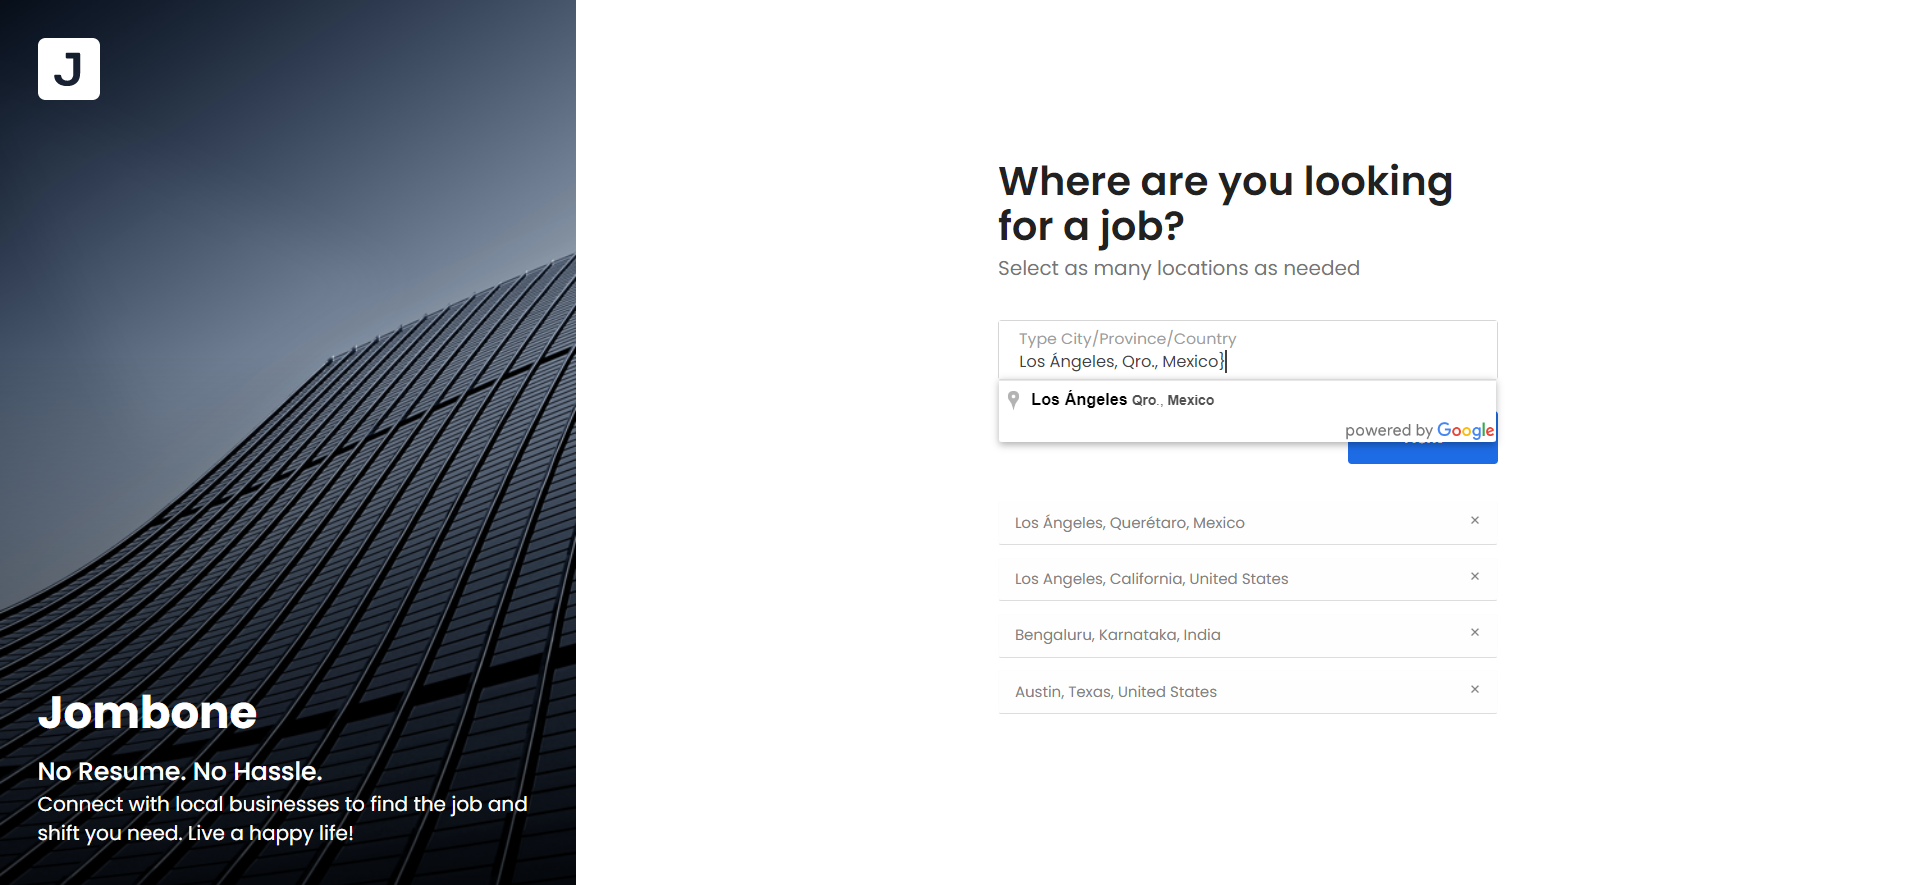 J
Jombone
No Resume. No Hassle.
Connect with local businesses to find the job and
shift you need. Live a happy life!
Where are you looking
for a job?
Select as many locations as needed
Type City/Province/Country
Los Ángeles, Qro., Mexico}
Los Ángeles Qro., Mexico
powered by Google
Los Ángeles, Querétaro, Mexico ×
Los Angeles, California, United States ×
Bengaluru, Karnataka, India ×
Austin, Texas, United States ×